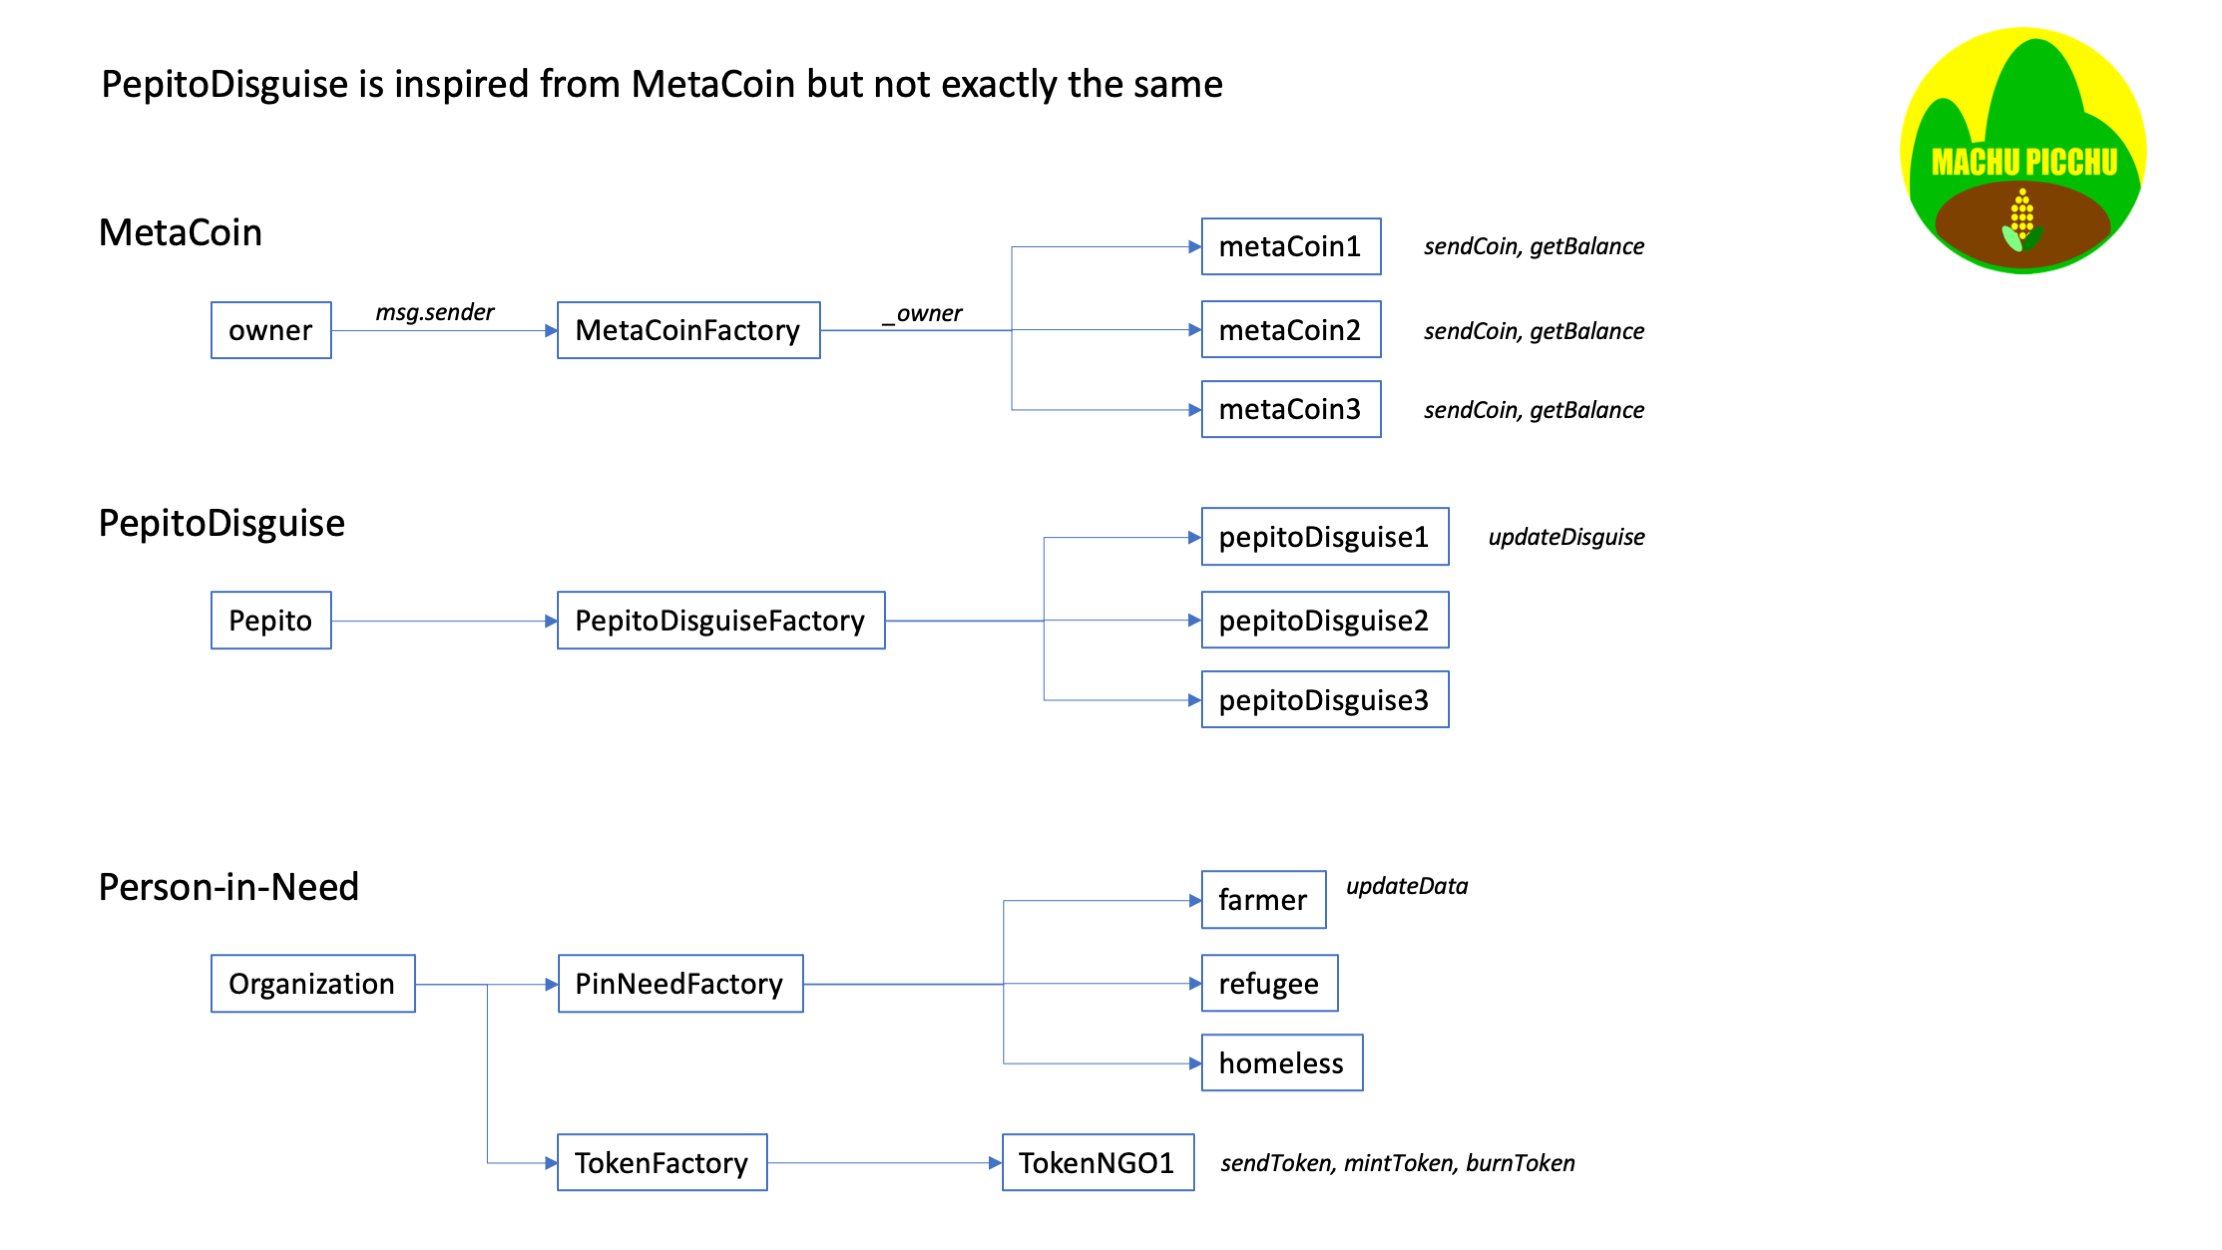 PepitoDisguise is inspired from MetaCoin but not exactly the same
MACHU PICCHU
MetaCoin
owner
msg.sender
MetaCoinFactory
_owner
metaCoin1
sendCoin, getBalance
metaCoin2
sendCoin, getBalance
metaCoin3
sendCoin, getBalance
PepitoDisguise
Pepito
PepitoDisguiseFactory
pepitoDisguise1
updateDisguise
pepitoDisguise2
pepitoDisguise3
Person-in-Need
Organization
PinNeedFactory
farmer
updateData
refugee
homeless
TokenFactory
TokenNGO1
sendToken, mintToken, burnToken